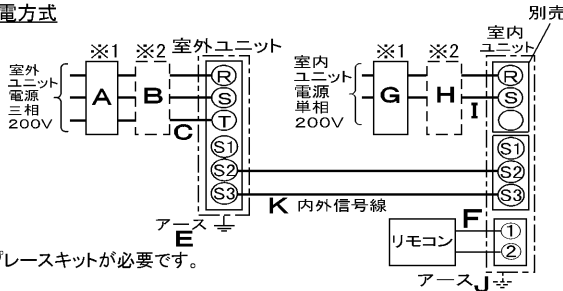 電方式
別売
※1
※2
室外ユニット
※1
※2
室内
ユニット
室外
ユニット
電源
三相
200V
A
B
C
R
S
T
S1
S2
S3
室内
ユニット
電源
単相
200V
G
H
I
R
S
S1
S2
S3
K 内外信号線
アース
E
F
リモコン
1
2
プレースキットが必要です。
アース J